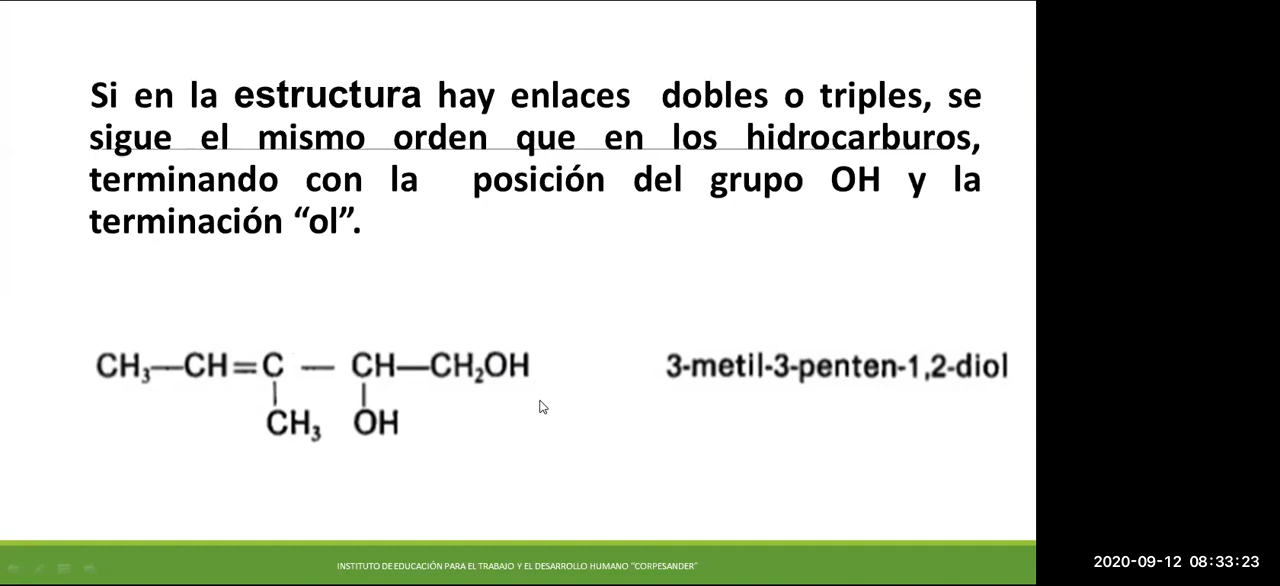 Si en la estructura hay enlaces dobles o triples, se
sigue el mismo orden que en los hidrocarburos,
terminando con la posición del grupo OH y la
terminación “ol”.
CH₃—CH=C — CH—CH₂OH
CH₃ OH
3-metil-3-penten-1,2-diol
INSTITUTO DE EDUCACIÓN PARA EL TRABAJO Y EL DESARROLLO HUMANO “CORPESANDER”
2020-09-12 08:33:23